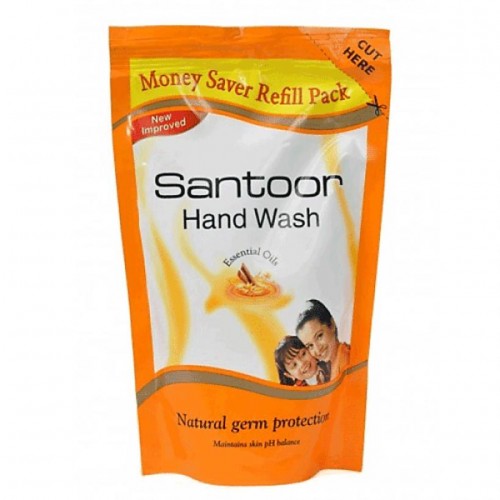 CUT
HERE
Money Saver Refill Pack
New
Improved
Santoor
Hand Wash
Essential Oils
Natural germ protection
Maintains skin pH balance